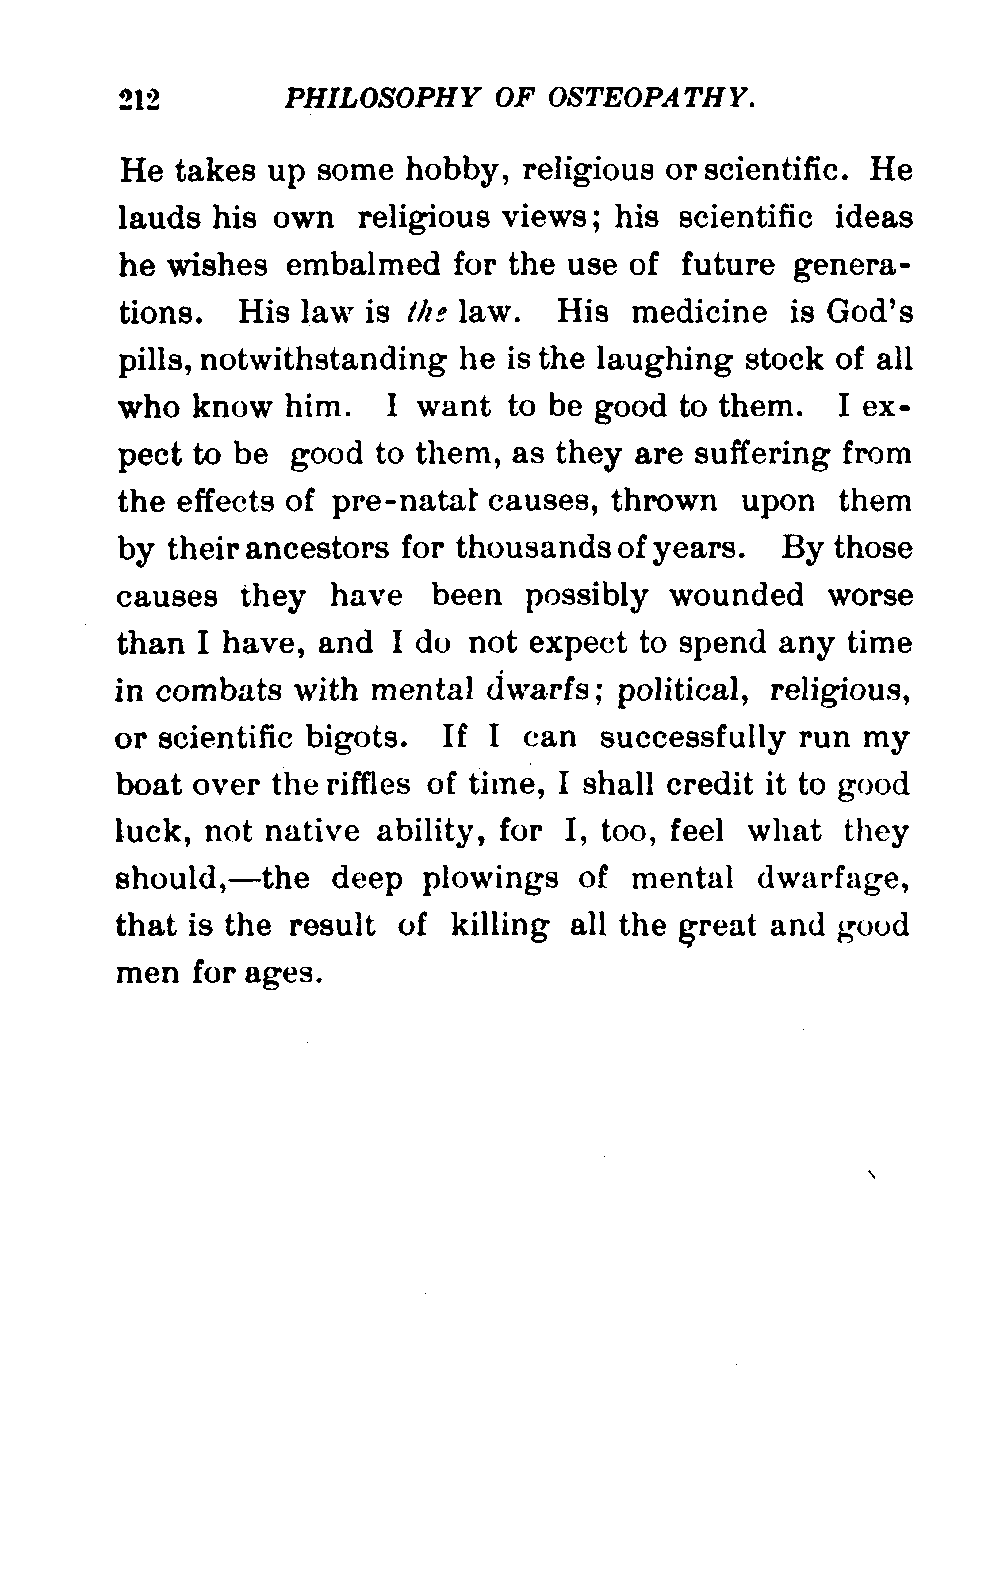 212 PHILOSOPHY OF OSTEOPATHY.
He takes up some hobby, religious or scientific. He
lauds his own religious views; his scientific ideas
he wishes embalmed for the use of future genera-
tions. His law is the law. His medicine is God's
pills, notwithstanding he is the laughing stock of all
who know him. I want to be good to them. I ex-
pect to be good to them, as they are suffering from
the effects of pre-natal causes, thrown upon them
by their ancestors for thousands of years. By those
causes they have been possibly wounded worse
than I have, and I do not expect to spend any time
in combats with mental dwarfs; political, religious,
or scientific bigots. If I can successfully run my
boat over the riffles of time, I shall credit it to good
luck, not native ability, for I, too, feel what they
should,—the deep plowings of mental dwarfage,
that is the result of killing all the great and good
men for ages.